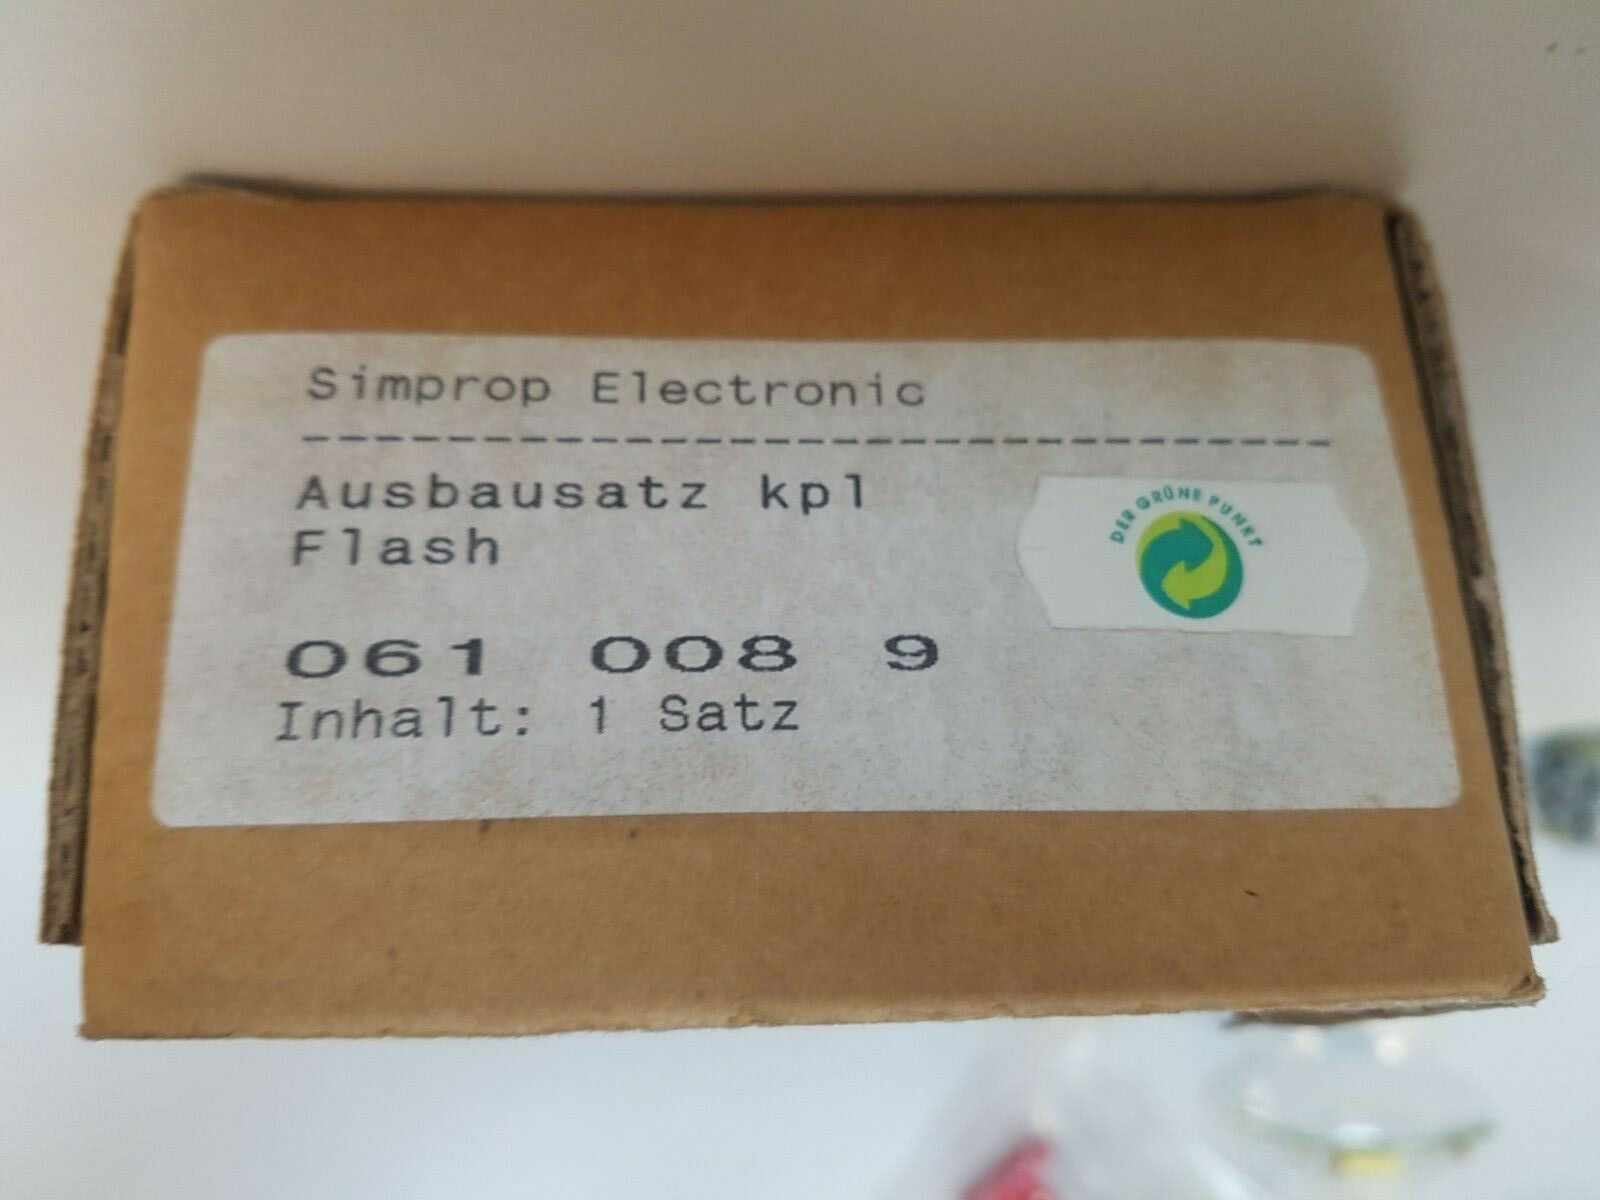 Simprop Electronic
------------------------------------
Ausbausatz kpl
Flash
DER GRÜNE PUNKT
061 008 9
Inhalt: 1 Satz